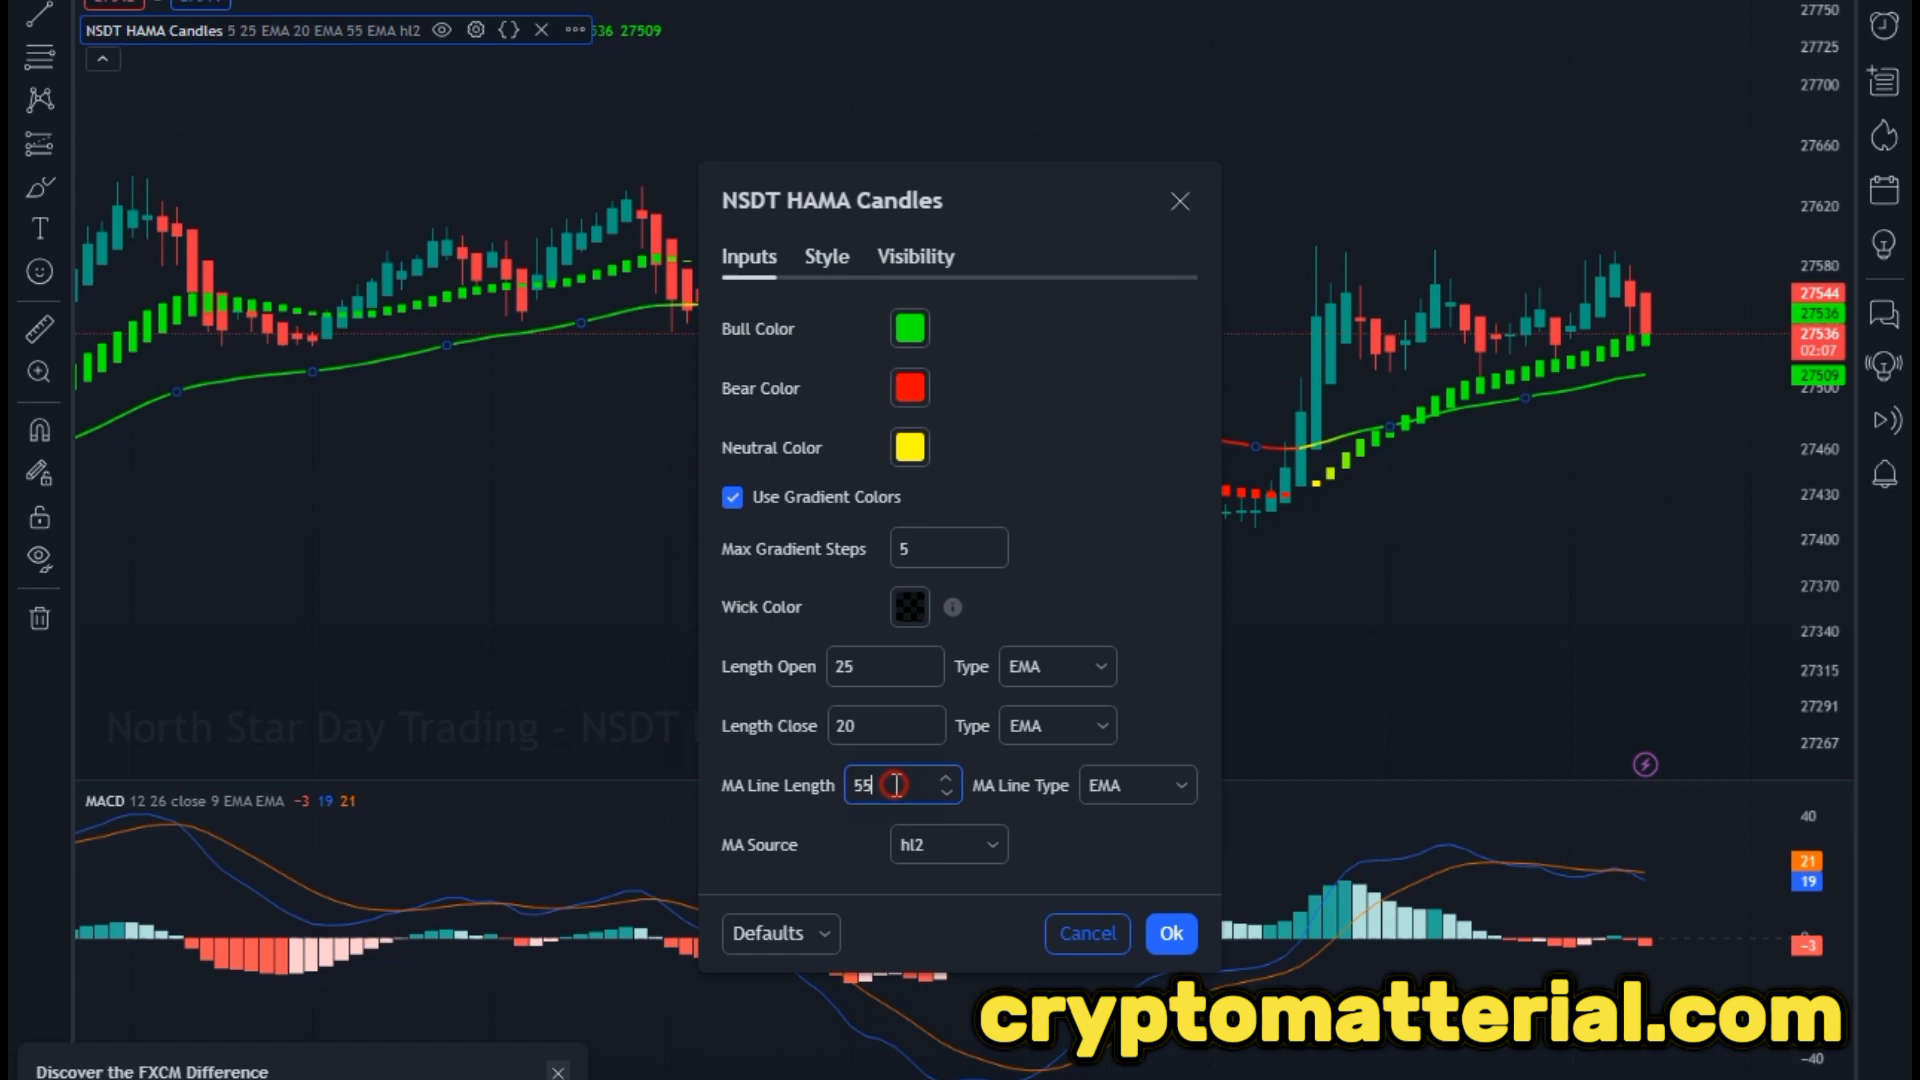 NSDT HAMA Candles 5 25 EMA 20 EMA 55 EMA hl2 536 27509
NSDT HAMA Candles
Inputs Style Visibility
Bull Color
Bear Color
Neutral Color
Use Gradient Colors
Max Gradient Steps 5
Wick Color
Length Open 25 Type EMA
Length Close 20 Type EMA
MA Line Length 55 MA Line Type EMA
MA Source hl2
Defaults Cancel Ok
27750
27725
27700
27660
27620
27580
27544
27536
27536
02:07
27509
27500
27460
27430
27400
27370
27340
27315
27291
27267
North Star Day Trading - NSDT
MACD 12 26 close 9 EMA EMA −3 19 21
40
21
19
−3
−40
cryptomatterial.com
Discover the FXCM Difference